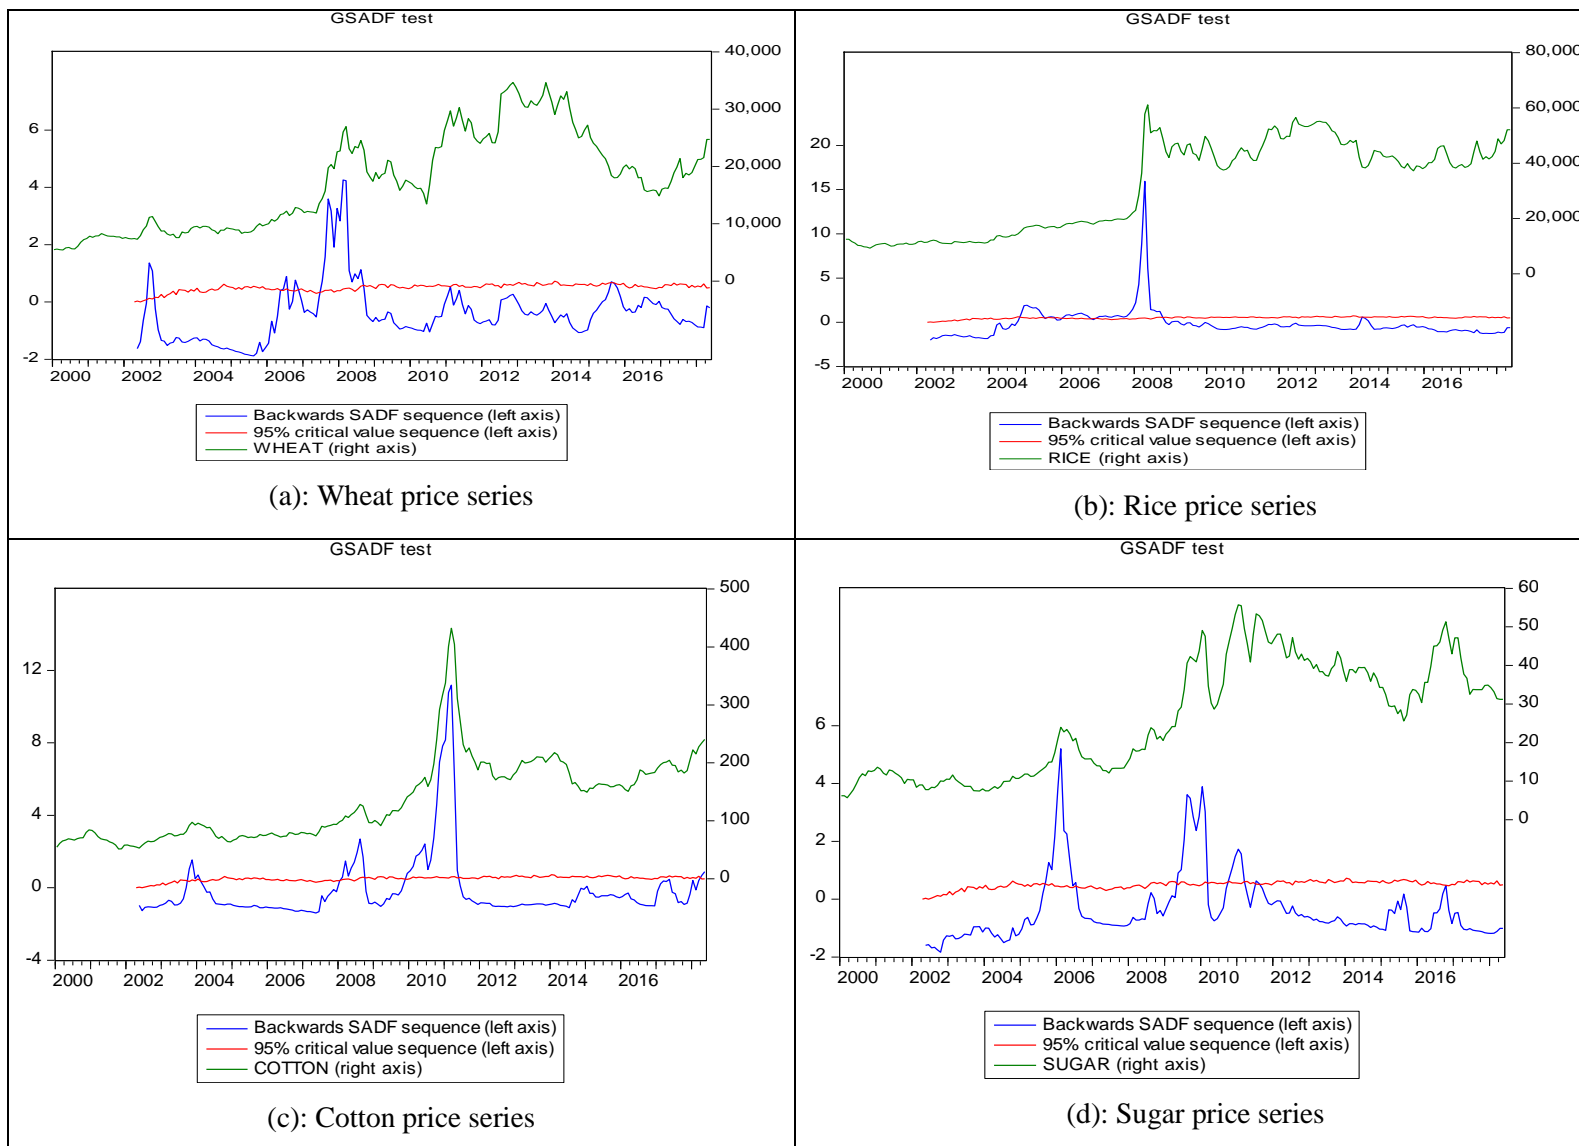 GSADF test
40,000
30,000
20,000
10,000
0
6
4
2
0
-2
2000 2002 2004 2006 2008 2010 2012 2014 2016
Backwards SADF sequence (left axis)
95% critical value sequence (left axis)
WHEAT (right axis)
(a): Wheat price series
GSADF test
80,000
60,000
40,000
20,000
0
20
15
10
5
0
-5
2000 2002 2004 2006 2008 2010 2012 2014 2016
Backwards SADF sequence (left axis)
95% critical value sequence (left axis)
RICE (right axis)
(b): Rice price series
GSADF test
500
400
300
200
100
0
12
8
4
0
-4
2000 2002 2004 2006 2008 2010 2012 2014 2016
Backwards SADF sequence (left axis)
95% critical value sequence (left axis)
COTTON (right axis)
(c): Cotton price series
GSADF test
60
50
40
30
20
10
0
6
4
2
0
-2
2000 2002 2004 2006 2008 2010 2012 2014 2016
Backwards SADF sequence (left axis)
95% critical value sequence (left axis)
SUGAR (right axis)
(d): Sugar price series